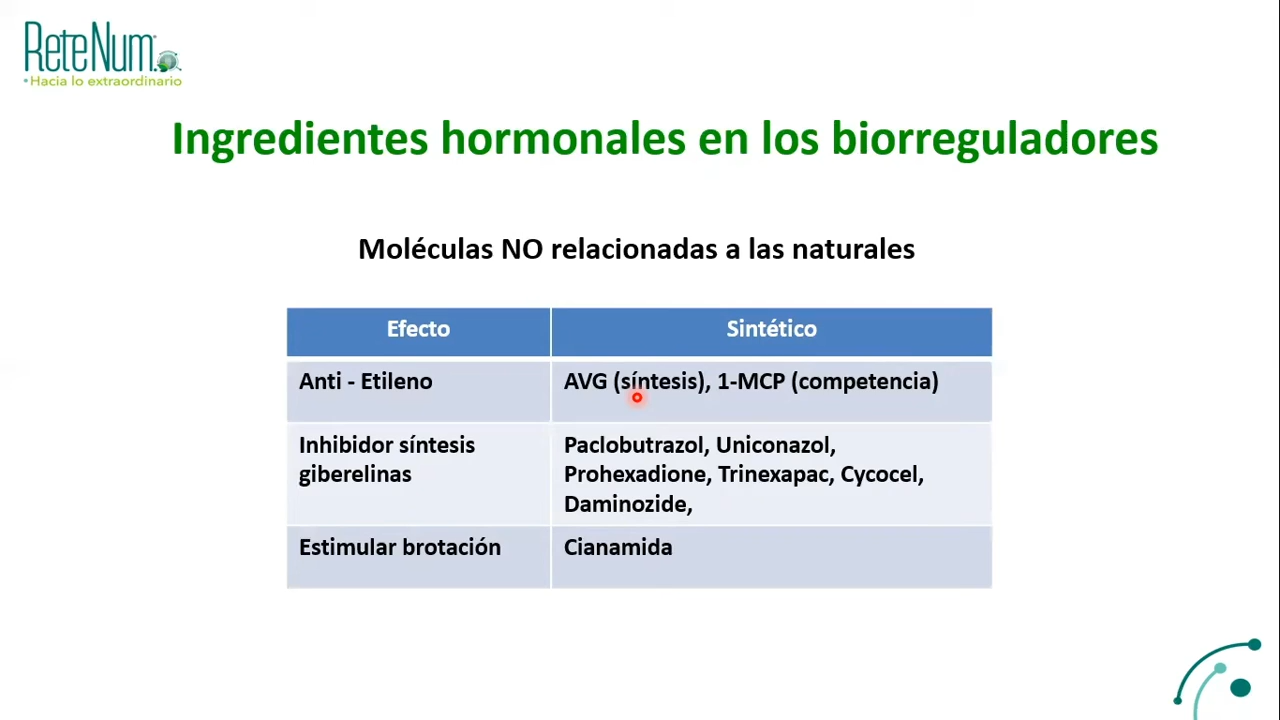 ReteNum
Hacia lo extraordinario
Ingredientes hormonales en los biorreguladores
Moléculas NO relacionadas a las naturales
Efecto
Sintético
Anti - Etileno
AVG (síntesis), 1-MCP (competencia)
Inhibidor síntesis
giberelinas
Paclobutrazol, Uniconazol,
Prohexadione, Trinexapac, Cycocel,
Daminozide,
Estimular brotación
Cianamida